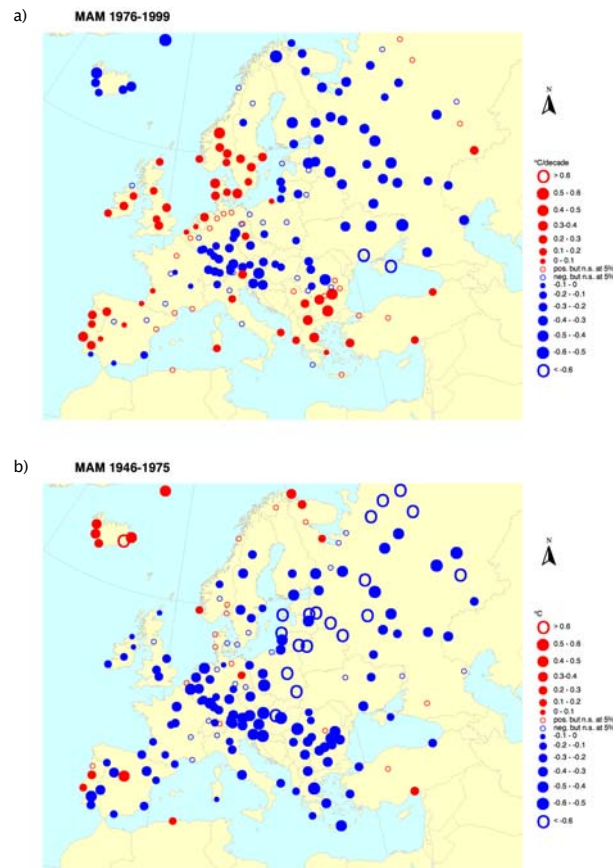 a)
MAM 1976-1999
N
°C/decade
> 0.6
0.5 - 0.6
0.4 - 0.5
0.3-0.4
0.2 - 0.3
0.1 - 0.2
0 - 0.1
pos. but n.s. at 5%
neg. but n.s. at 5%
-0.1 - 0
-0.2 - -0.1
-0.3 - -0.2
-0.4 - -0.3
-0.5 - -0.4
-0.6 - -0.5
< -0.6
b)
MAM 1946-1975
N
°C
> 0.6
0.5 - 0.6
0.4 - 0.5
0.3-0.4
0.2 - 0.3
0.1 - 0.2
0 - 0.1
pos. but n.s. at 5%
neg. but n.s. at 5%
-0.1 - 0
-0.2 - -0.1
-0.3 - -0.2
-0.4 - -0.3
-0.5 - -0.4
-0.6 - -0.5
< -0.6